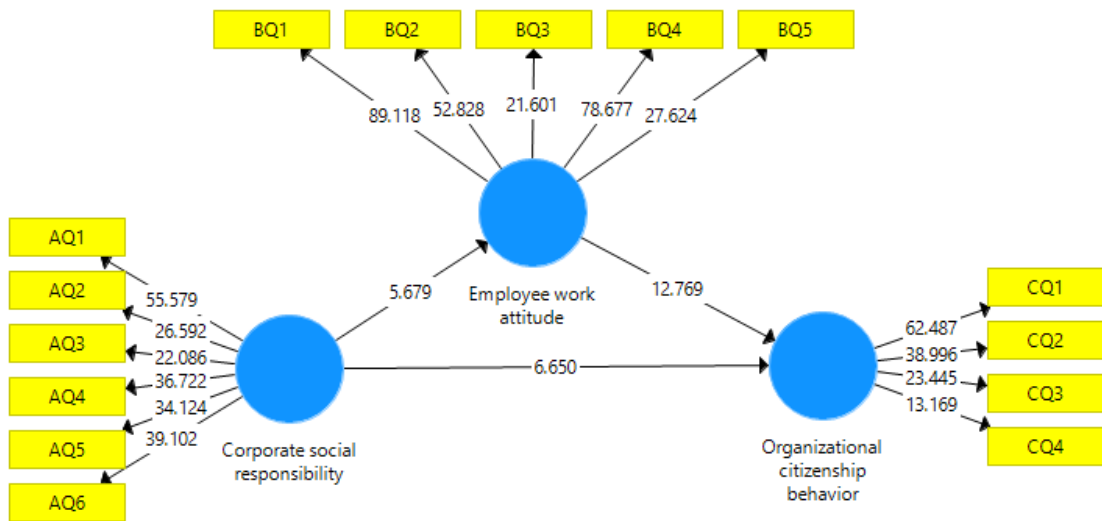 BQ1 BQ2 BQ3 BQ4 BQ5
89.118 52.828 21.601 78.677 27.624
AQ1
AQ2
AQ3
AQ4
AQ5
AQ6
55.579
26.592
22.086
36.722
34.124
39.102
Corporate social
responsibility
5.679
Employee work
attitude
12.769
6.650
Organizational
citizenship
behavior
62.487
38.996
23.445
13.169
CQ1
CQ2
CQ3
CQ4